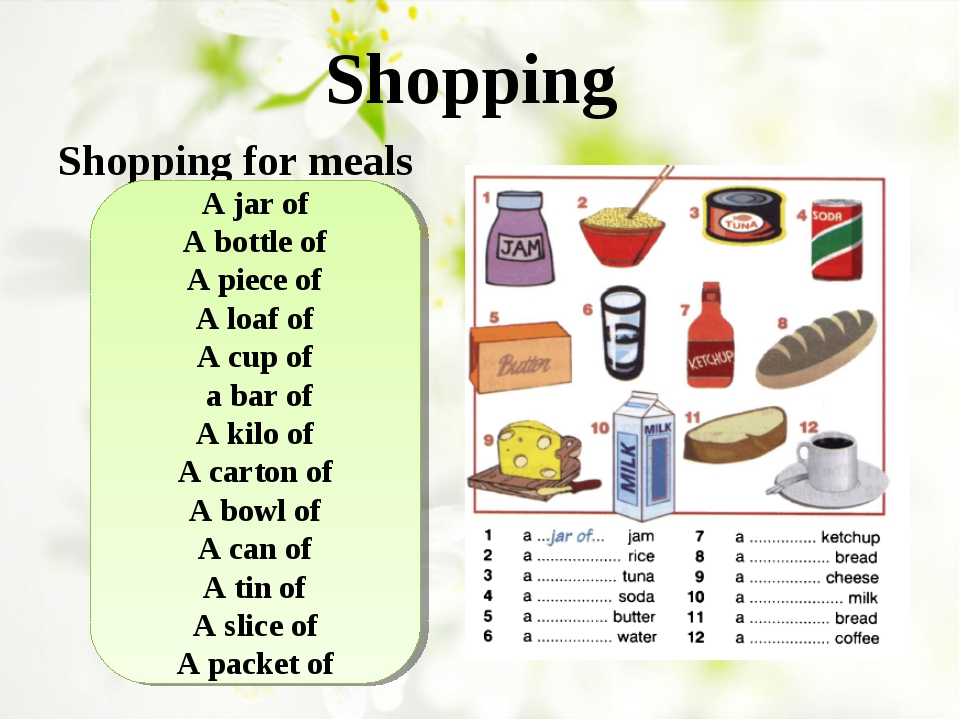 Shopping
Shopping for meals
A jar of
A bottle of
A piece of
A loaf of
A cup of
a bar of
A kilo of
A carton of
A bowl of
A can of
A tin of
A slice of
A packet of
1
JAM
2
3
TUNA
4
SODA
5
Butter
6
7
KETCHUP
8
9
10
MILK
MILK
11
12
1 a ...jar of... jam
2 a ................... rice
3 a .................. tuna
4 a ................. soda
5 a ................ butter
6 a ................. water
7 a ............... ketchup
8 a .................. bread
9 a ................ cheese
10 a ..................... milk
11 a .................. bread
12 a .................. coffee